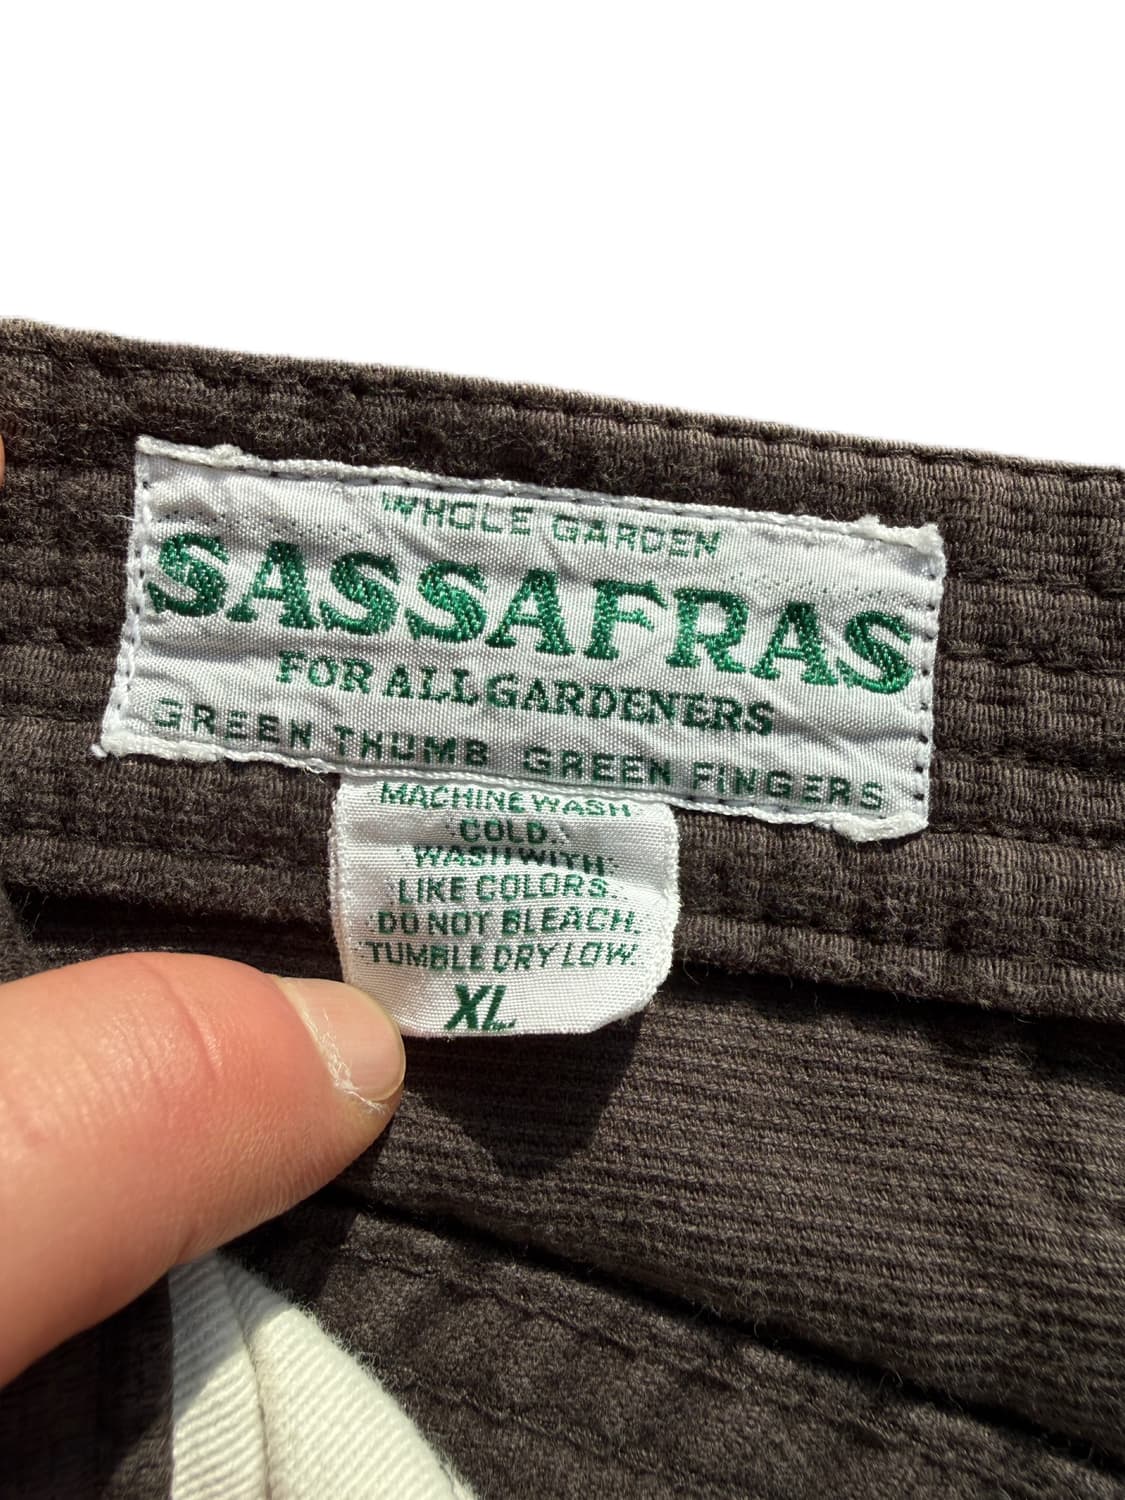 WHOLE GARDEN
SASSAFRAS
FOR ALL GARDENERS
GREEN THUMB GREEN FINGERS
MACHINE WASH
COLD.
WASH WITH
LIKE COLORS.
DO NOT BLEACH.
TUMBLE DRY LOW.
XL